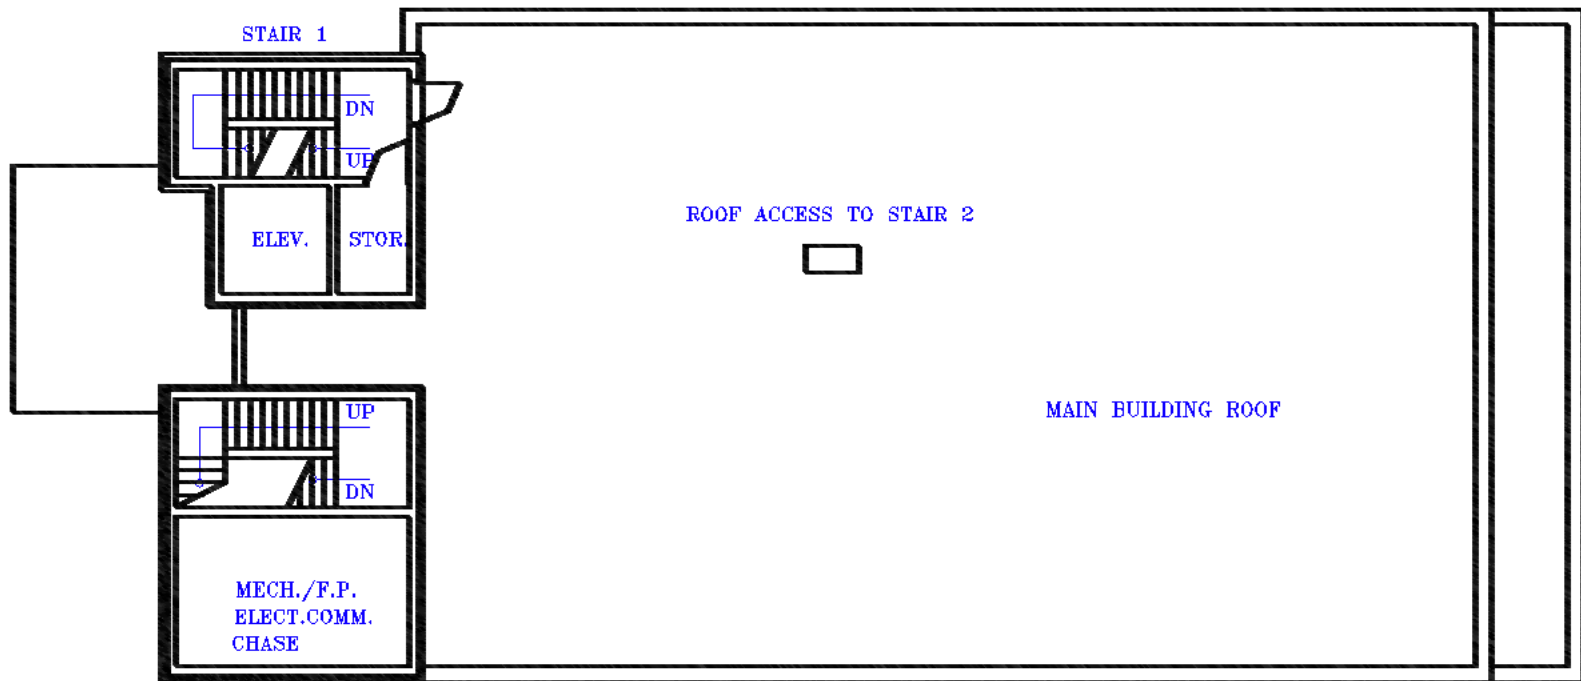 STAIR 1
DN
UP
ROOF ACCESS TO STAIR 2
ELEV.
STOR.
UP
MAIN BUILDING ROOF
DN
MECH./F.P.
ELECT.COMM.
CHASE